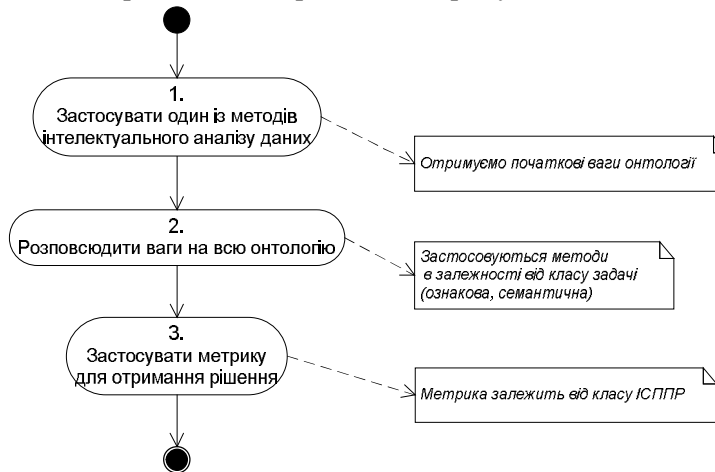 1.
Застосувати один із методів
інтелектуального аналізу даних
Отримуємо початкові ваги онтології
2.
Розповсюдити ваги на всю онтологію
Застосовуються методи
в залежності від класу задачі
(ознакова, семантична)
3.
Застосувати метрику
для отримання рішення
Метрика залежить від класу ІСППР